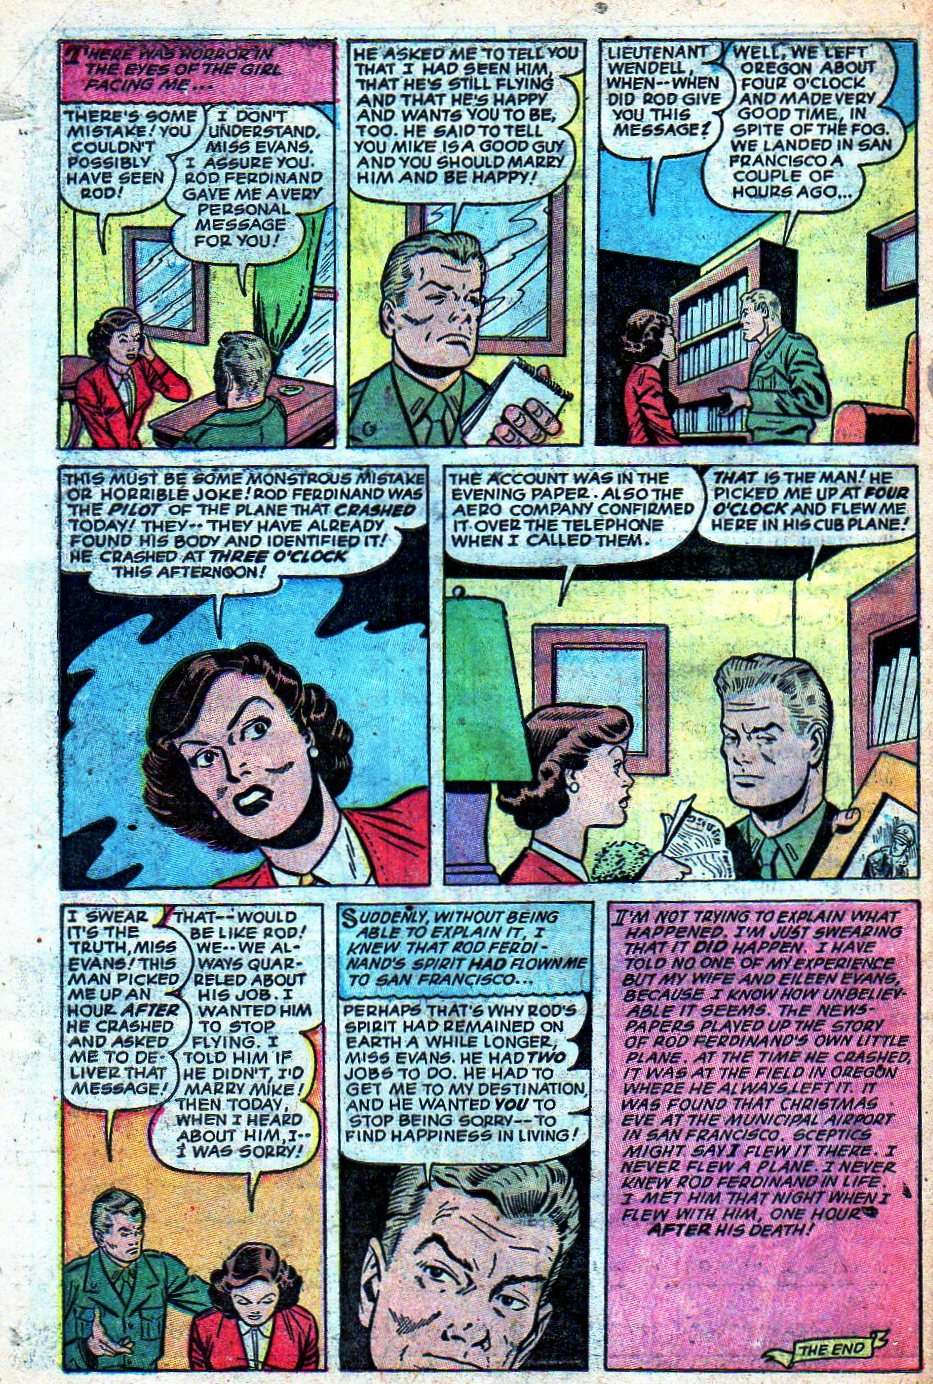 THERE WAS HORROR IN
THE EYES OF THE GIRL
FACING ME...
THERE'S SOME
MISTAKE! YOU
COULDN'T
POSSIBLY
HAVE SEEN
ROD!
I DON'T
UNDERSTAND,
MISS EVANS.
I ASSURE YOU.
ROD FERDINAND
GAVE ME A VERY
PERSONAL
MESSAGE
FOR YOU!
HE ASKED ME TO TELL YOU
THAT I HAD SEEN HIM,
THAT HE'S STILL FLYING
AND THAT HE'S HAPPY
AND WANTS YOU TO BE,
TOO. HE SAID TO TELL
YOU MIKE IS A GOOD GUY
AND YOU SHOULD MARRY
HIM AND BE HAPPY!
LIEUTENANT
WENDELL,
WHEN--WHEN
DID ROD GIVE
YOU THIS
MESSAGE?
WELL, WE LEFT
OREGON ABOUT
FOUR O'CLOCK
AND MADE VERY
GOOD TIME, IN
SPITE OF THE FOG.
WE LANDED IN SAN
FRANCISCO A
COUPLE OF
HOURS AGO...
THIS MUST BE SOME MONSTROUS MISTAKE
OR HORRIBLE JOKE! ROD FERDINAND WAS
THE PILOT OF THE PLANE THAT CRASHED
TODAY! THEY-- THEY HAVE ALREADY
FOUND HIS BODY AND IDENTIFIED IT!
HE CRASHED AT THREE O'CLOCK
THIS AFTERNOON!
THE ACCOUNT WAS IN THE
EVENING PAPER. ALSO THE
AERO COMPANY CONFIRMED
IT OVER THE TELEPHONE
WHEN I CALLED THEM.
THAT IS THE MAN! HE
PICKED ME UP AT FOUR
O'CLOCK AND FLEW ME
HERE IN HIS CUB PLANE!
I SWEAR
IT'S THE
TRUTH, MISS
EVANS! THIS
MAN PICKED
ME UP AN
HOUR AFTER
HE CRASHED
AND ASKED
ME TO DE-
LIVER THAT
MESSAGE!
THAT-- WOULD
BE LIKE ROD!
WE--WE AL-
WAYS QUAR-
RELED ABOUT
HIS JOB. I
WANTED HIM
TO STOP
FLYING. I
TOLD HIM IF
HE DIDN'T, I'D
MARRY MIKE!
THEN TODAY,
WHEN I HEARD
ABOUT HIM, I--
I WAS SORRY!
SUDDENLY, WITHOUT BEING
ABLE TO EXPLAIN IT, I
KNEW THAT ROD FERDI-
NAND'S SPIRIT HAD FLOWN ME
TO SAN FRANCISCO...
PERHAPS THAT'S WHY ROD'S
SPIRIT HAD REMAINED ON
EARTH A WHILE LONGER,
MISS EVANS. HE HAD TWO
JOBS TO DO. HE HAD TO
GET ME TO MY DESTINATION,
AND HE WANTED YOU TO
STOP BEING SORRY-- TO
FIND HAPPINESS IN LIVING!
I'M NOT TRYING TO EXPLAIN WHAT
HAPPENED. I'M JUST SWEARING
THAT IT DID HAPPEN. I HAVE
TOLD NO ONE OF MY EXPERIENCE
BUT MY WIFE AND EILEEN EVANS,
BECAUSE I KNOW HOW UNBELIEV-
ABLE IT SEEMS. THE NEWS-
PAPERS PLAYED UP THE STORY
OF ROD FERDINAND'S OWN LITTLE
PLANE. AT THE TIME HE CRASHED,
IT WAS AT THE FIELD IN OREGON
WHERE HE ALWAYS LEFT IT. IT
WAS FOUND THAT CHRISTMAS
EVE AT THE MUNICIPAL AIRPORT
IN SAN FRANCISCO. SCEPTICS
MIGHT SAY I FLEW IT THERE. I
NEVER FLEW A PLANE. I NEVER
KNEW ROD FERDINAND IN LIFE.
I MET HIM THAT NIGHT WHEN I
FLEW WITH HIM, ONE HOUR
AFTER HIS DEATH!
THE END